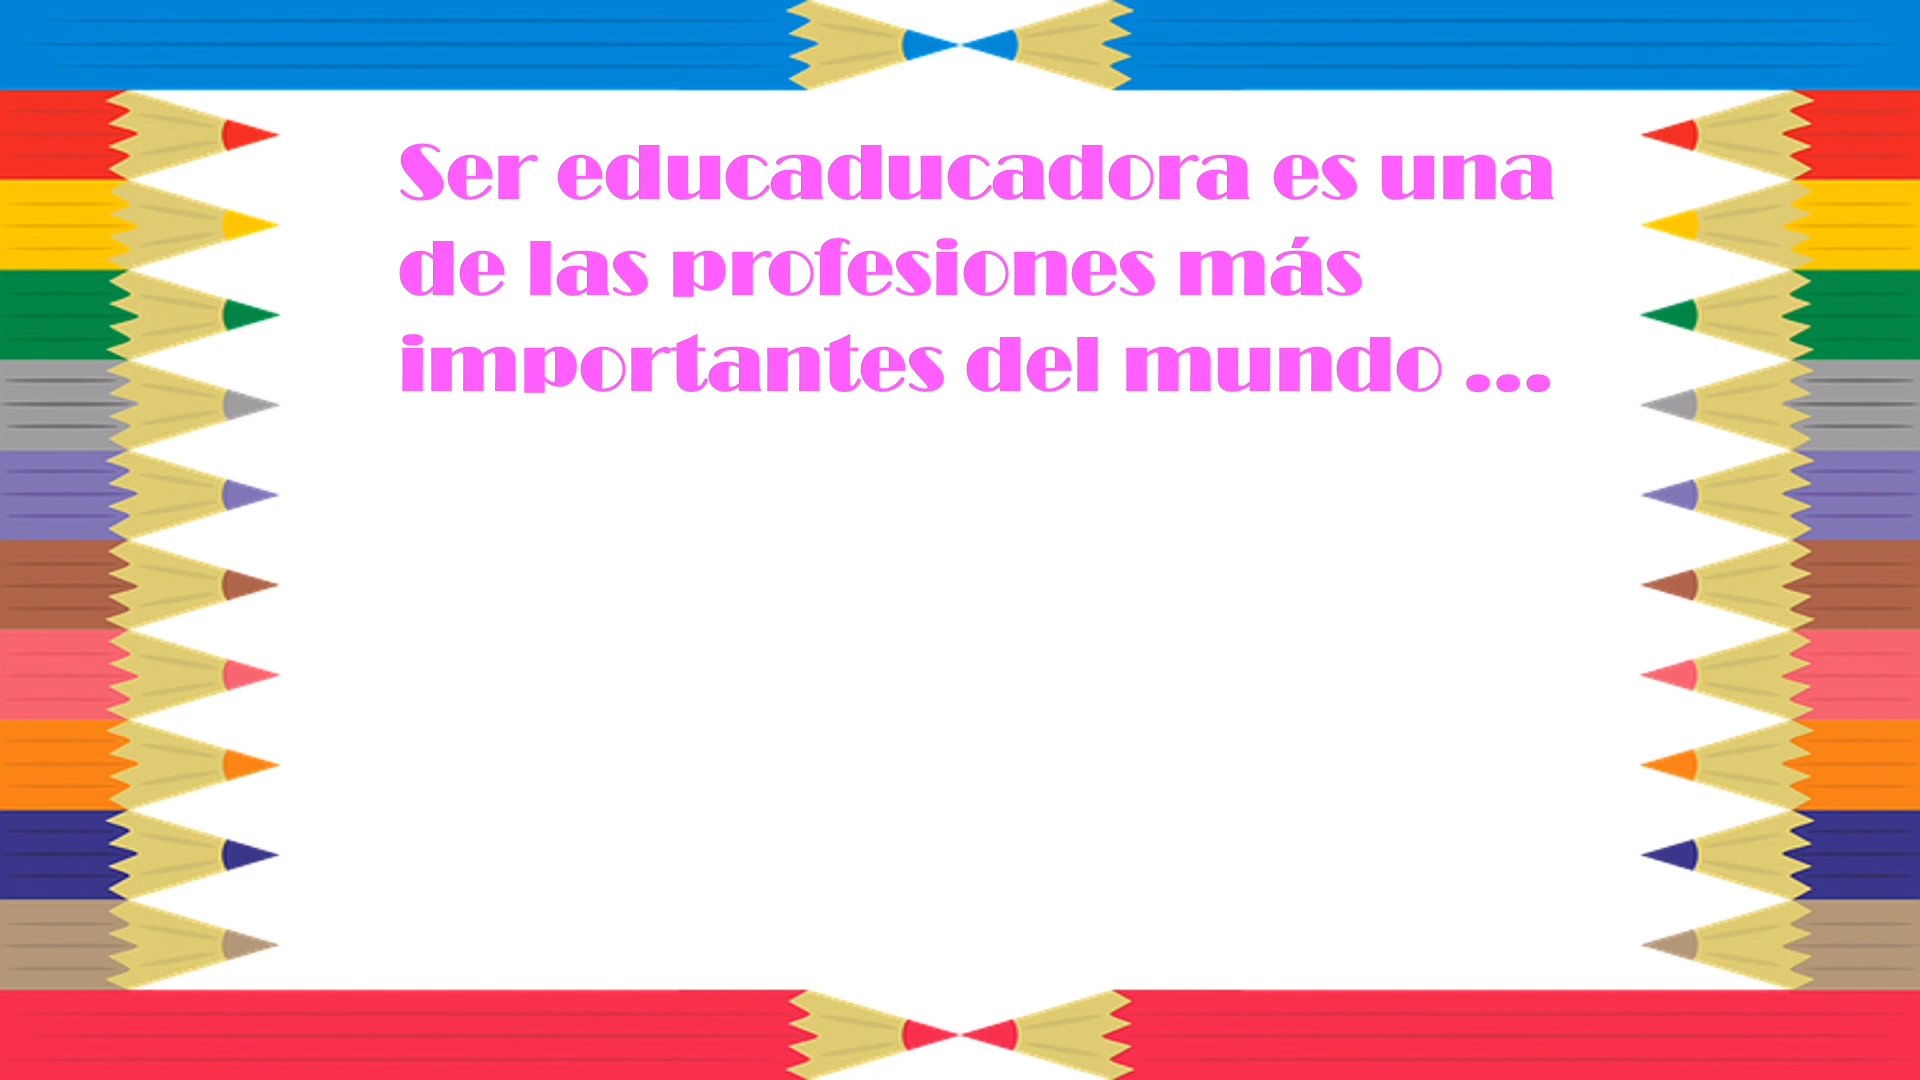 Ser educaducadora es una
de las profesiones más
importantes del mundo ...